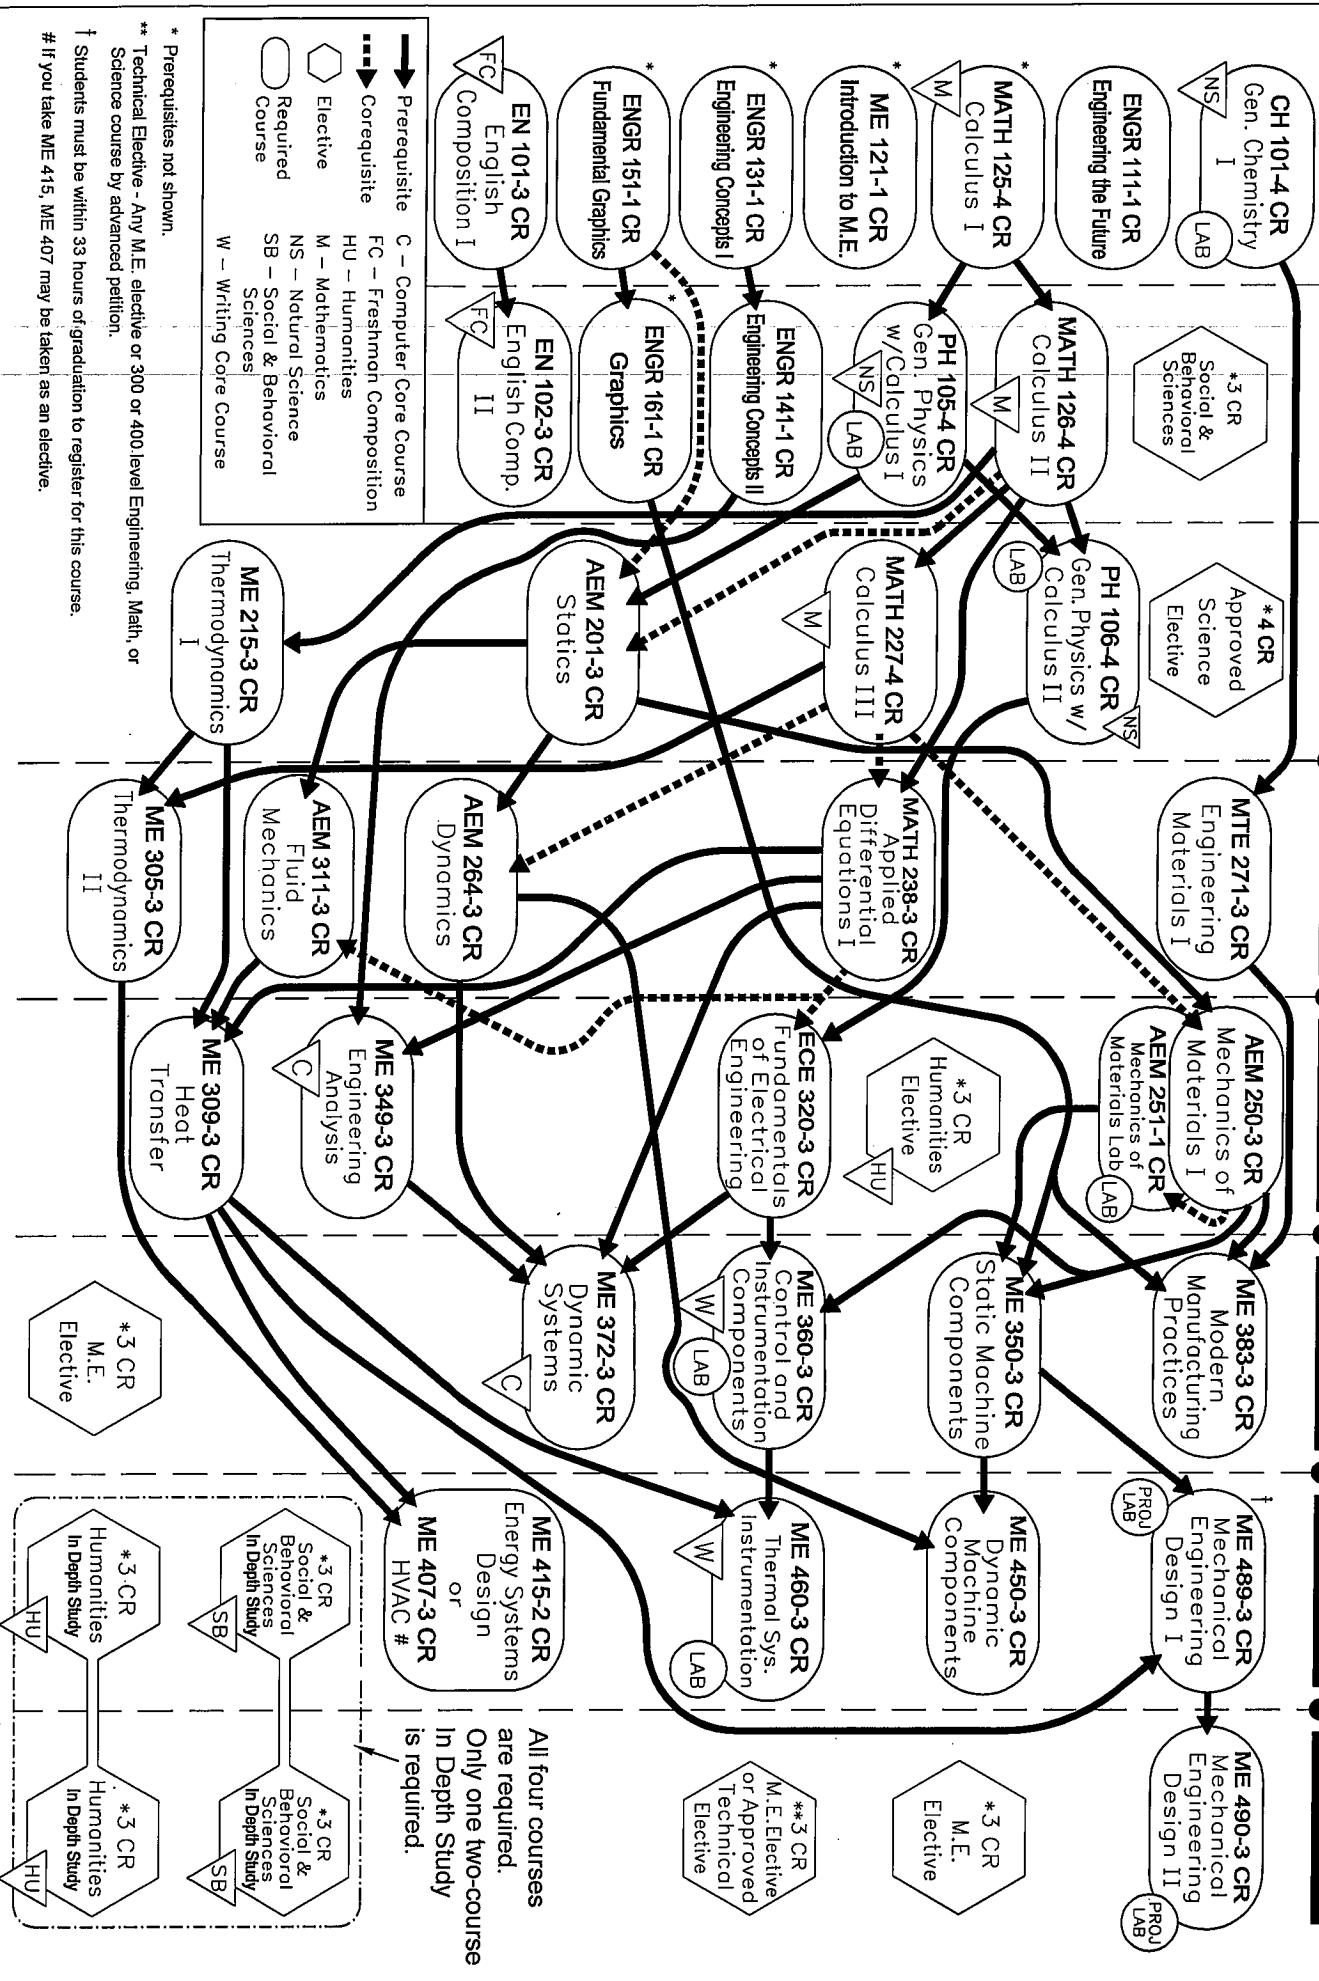 CH 101-4 CR
Gen. Chemistry
I
NS
LAB
ENGR 111-1 CR
Engineering the Future
*
MATH 125-4 CR
Calculus I
M
*
ME 121-1 CR
Introduction to M.E.
*
ENGR 131-1 CR
Engineering Concepts I
*
ENGR 151-1 CR
Fundamental Graphics
EN 101-3 CR
English
Composition I
FC
*3 CR
Social &
Behavioral
Sciences
MATH 126-4 CR
Calculus II
M
PH 105-4 CR
Gen. Physics
w/Calculus I
NS
LAB
ENGR 141-1 CR
Engineering Concepts II
*
ENGR 161-1 CR
Graphics
EN 102-3 CR
English Comp.
II
FC
* 4 CR
Approved
Science
Elective
PH 106-4 CR
Gen. Physics w/
Calculus II
NS
LAB
MATH 227-4 CR
Calculus III
M
AEM 201-3 CR
Statics
ME 215-3 CR
Thermodynamics
I
MTE 271-3 CR
Engineering
Materials I
MATH 238-3 CR
Applied
Differential
Equations I
AEM 264-3 CR
Dynamics
AEM 311-3 CR
Fluid
Mechanics
ME 305-3 CR
Thermodynamics
II
AEM 250-3 CR
Mechanics of
Materials I
AEM 251-1 CR
Mechanics of
Materials Lab
LAB
*3 CR
Humanities
Elective
HU
ECE 320-3 CR
Fundamentals
of Electrical
Engineering
ME 349-3 CR
Engineering
Analysis
C
ME 309-3 CR
Heat
Transfer
ME 383-3 CR
Modern
Manufacturing
Practices
ME 350-3 CR
Static Machine
Components
ME 360-3 CR
Control and
Instrumentation
Components
W
LAB
ME 372-3 CR
Dynamic
Systems
C
*3 CR
M.E.
Elective
†
ME 489-3 CR
Mechanical
Engineering
Design I
PROJ
LAB
ME 450-3 CR
Dynamic
Machine
Components
ME 460-3 CR
Thermal Sys.
Instrumentation
W
LAB
ME 415-2 CR
Energy Systems
Design
or
ME 407-3 CR
HVAC #
*3 CR
Social &
Behavioral
Sciences
In Depth Study
SB
*3 CR
Humanities
In Depth Study
HU
ME 490-3 CR
Mechanical
Engineering
Design II
PROJ
LAB
*3 CR
M.E.
Elective
**3 CR
M.E.Elective
or Approved
Technical
Elective
All four courses
are required.
Only one two-course
In Depth Study
is required.
*3 CR
Social &
Behavioral
Sciences
In Depth Study
SB
*3 CR
Humanities
In Depth Study
HU
Prerequisite
Corequisite
Elective
Required
Course
C – Computer Core Course
FC – Freshman Composition
HU – Humanities
M – Mathematics
NS – Natural Science
SB – Social & Behavioral
Sciences
W – Writing Core Course
* Prerequisites not shown.
** Technical Elective - Any M.E. elective or 300 or 400 level Engineering, Math, or
Science course by advanced petition.
† Students must be within 33 hours of graduation to register for this course.
# If you take ME 415, ME 407 may be taken as an elective.